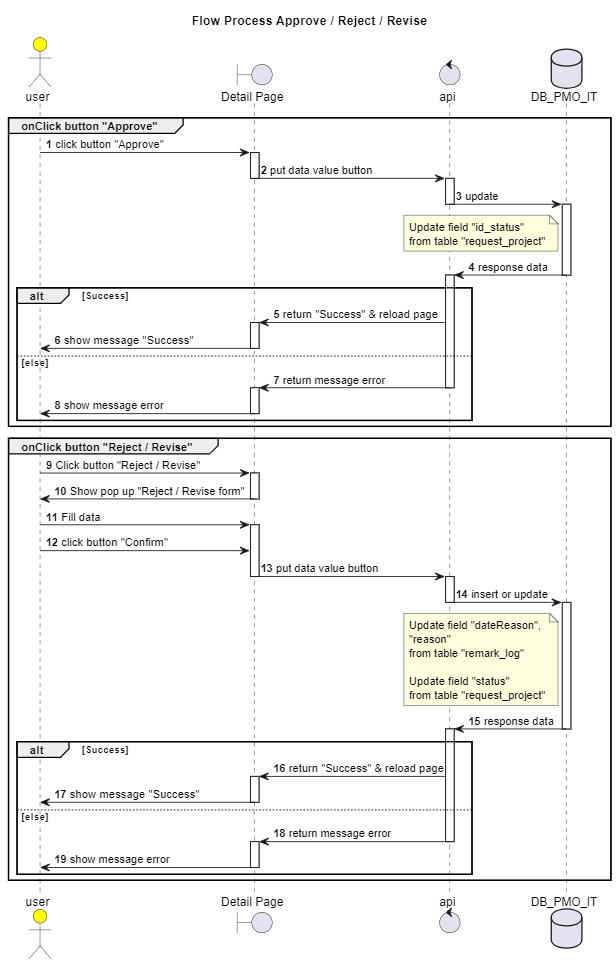 Flow Process Approve / Reject / Revise
user
Detail Page
api
DB_PMO_IT
onClick button "Approve"
1 click button "Approve"
2 put data value button
3 update
Update field "id_status"
from table "request_project"
4 response data
alt
[Success]
5 return "Success" & reload page
6 show message "Success"
[else]
7 return message error
8 show message error
onClick button "Reject / Revise"
9 Click button "Reject / Revise"
10 Show pop up "Reject / Revise form"
11 Fill data
12 click button "Confirm"
13 put data value button
14 insert or update
Update field "dateReason",
"reason"
from table "remark_log"
Update field "status"
from table "request_project"
15 response data
alt
[Success]
16 return "Success" & reload page
17 show message "Success"
[else]
18 return message error
19 show message error
user
Detail Page
api
DB_PMO_IT